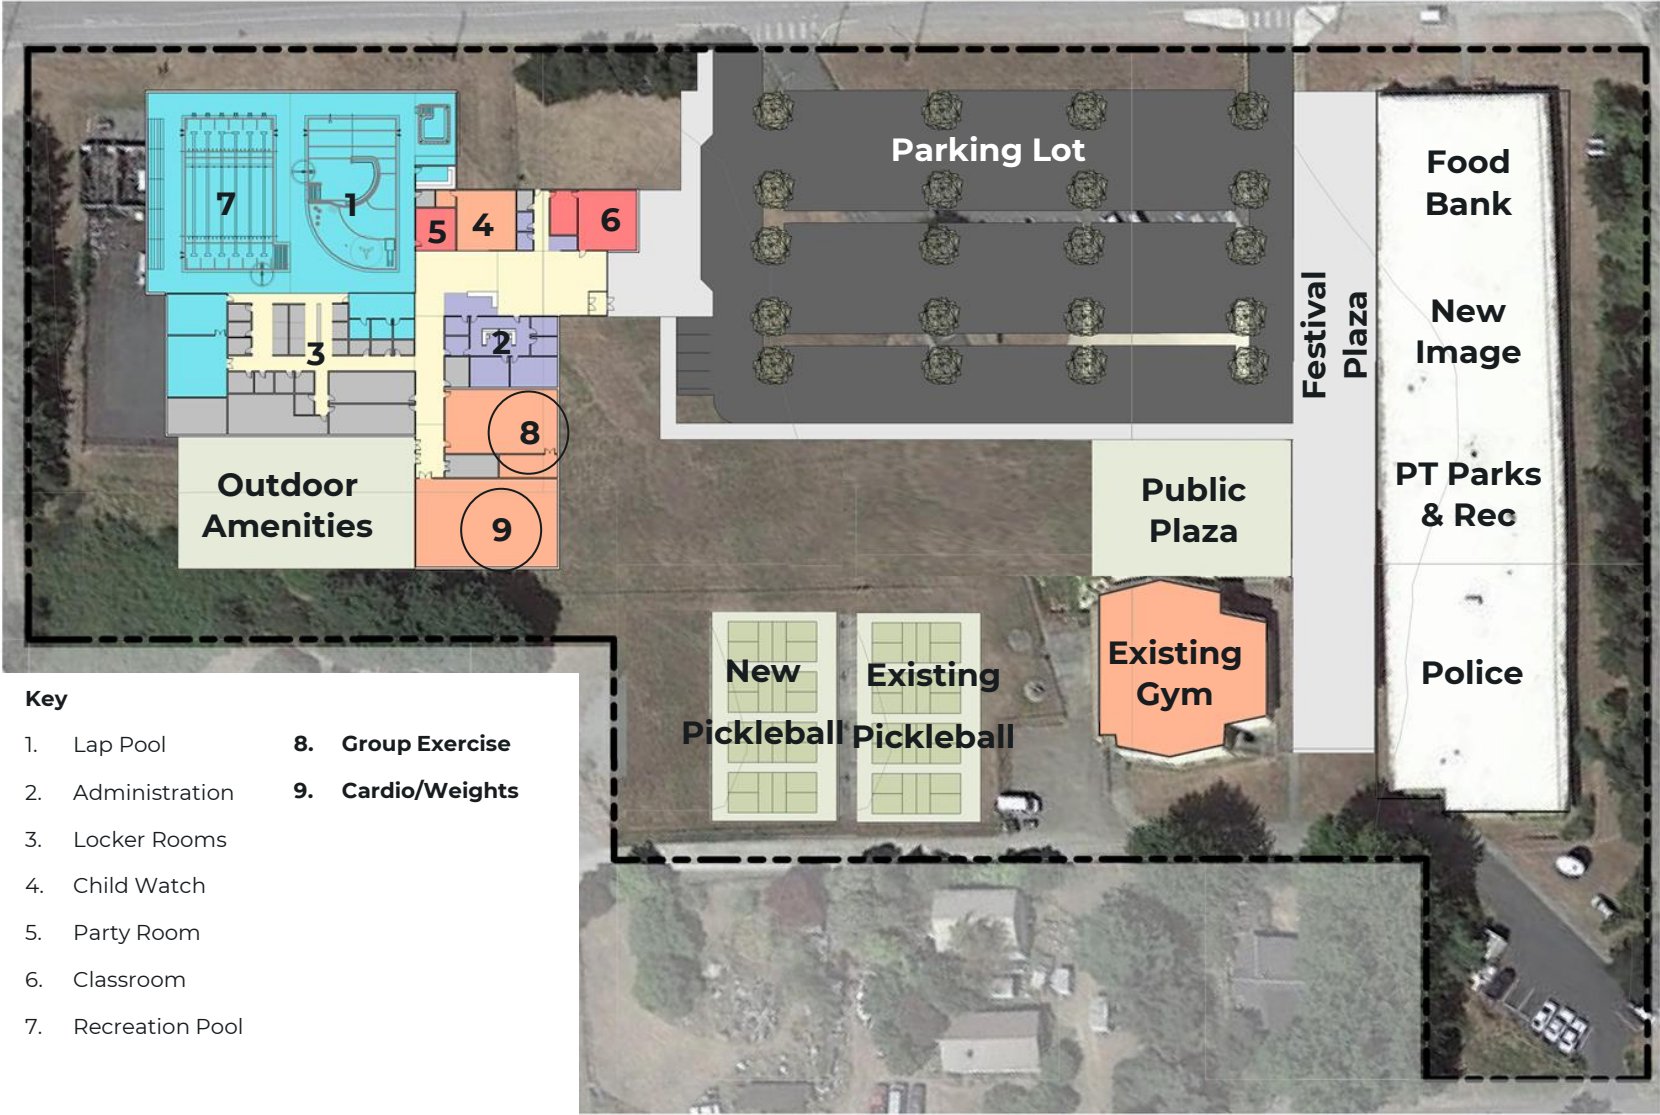 Parking Lot
Food
Bank
7
1
5
4
6
Festival
Plaza
New
Image
2
3
8
PT Parks
& Rec
Outdoor
Amenities
9
Public
Plaza
Existing
Gym
New
Pickleball
Existing
Pickleball
Police
Key
1. Lap Pool
2. Administration
3. Locker Rooms
4. Child Watch
5. Party Room
6. Classroom
7. Recreation Pool
8. Group Exercise
9. Cardio/Weights